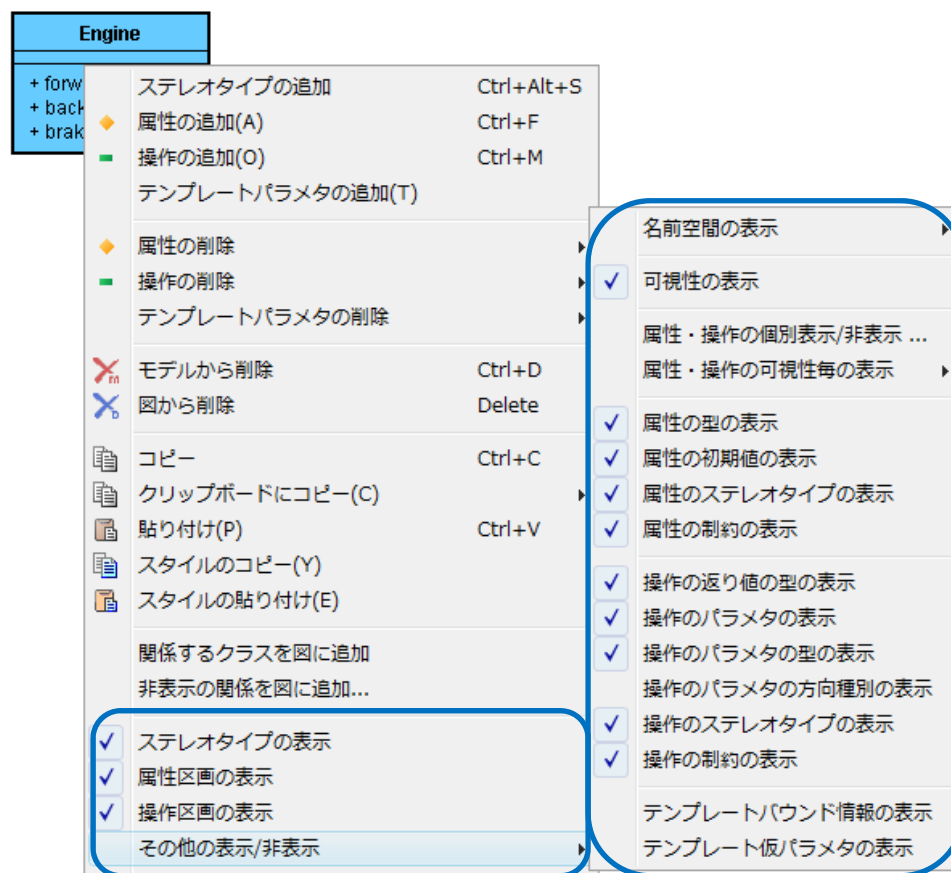 Engine
+ forw
+ back
+ brak
ステレオタイプの追加 Ctrl+Alt+S
属性の追加(A) Ctrl+F
操作の追加(O) Ctrl+M
テンプレートパラメタの追加(T)
属性の削除
操作の削除
テンプレートパラメタの削除
モデルから削除 Ctrl+D
図から削除 Delete
コピー Ctrl+C
クリップボードにコピー(C)
貼り付け(P) Ctrl+V
スタイルのコピー(Y)
スタイルの貼り付け(E)
関係するクラスを図に追加
非表示の関係を図に追加...
ステレオタイプの表示
属性区画の表示
操作区画の表示
その他の表示/非表示
名前空間の表示
可視性の表示
属性・操作の個別表示/非表示 ...
属性・操作の可視性毎の表示
属性の型の表示
属性の初期値の表示
属性のステレオタイプの表示
属性の制約の表示
操作の返り値の型の表示
操作のパラメタの表示
操作のパラメタの型の表示
操作のパラメタの方向種別の表示
操作のステレオタイプの表示
操作の制約の表示
テンプレートバウンド情報の表示
テンプレート仮パラメタの表示